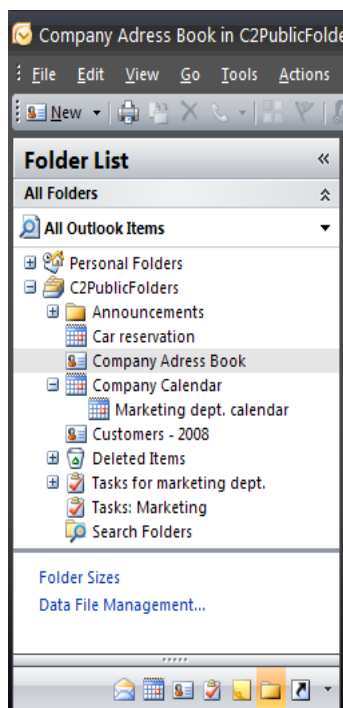 Company Adress Book in C2PublicFolde
File Edit View Go Tools Actions
New
Folder List
All Folders
All Outlook Items
Personal Folders
C2PublicFolders
Announcements
Car reservation
Company Adress Book
Company Calendar
Marketing dept. calendar
Customers - 2008
Deleted Items
Tasks for marketing dept.
Tasks: Marketing
Search Folders
Folder Sizes
Data File Management...